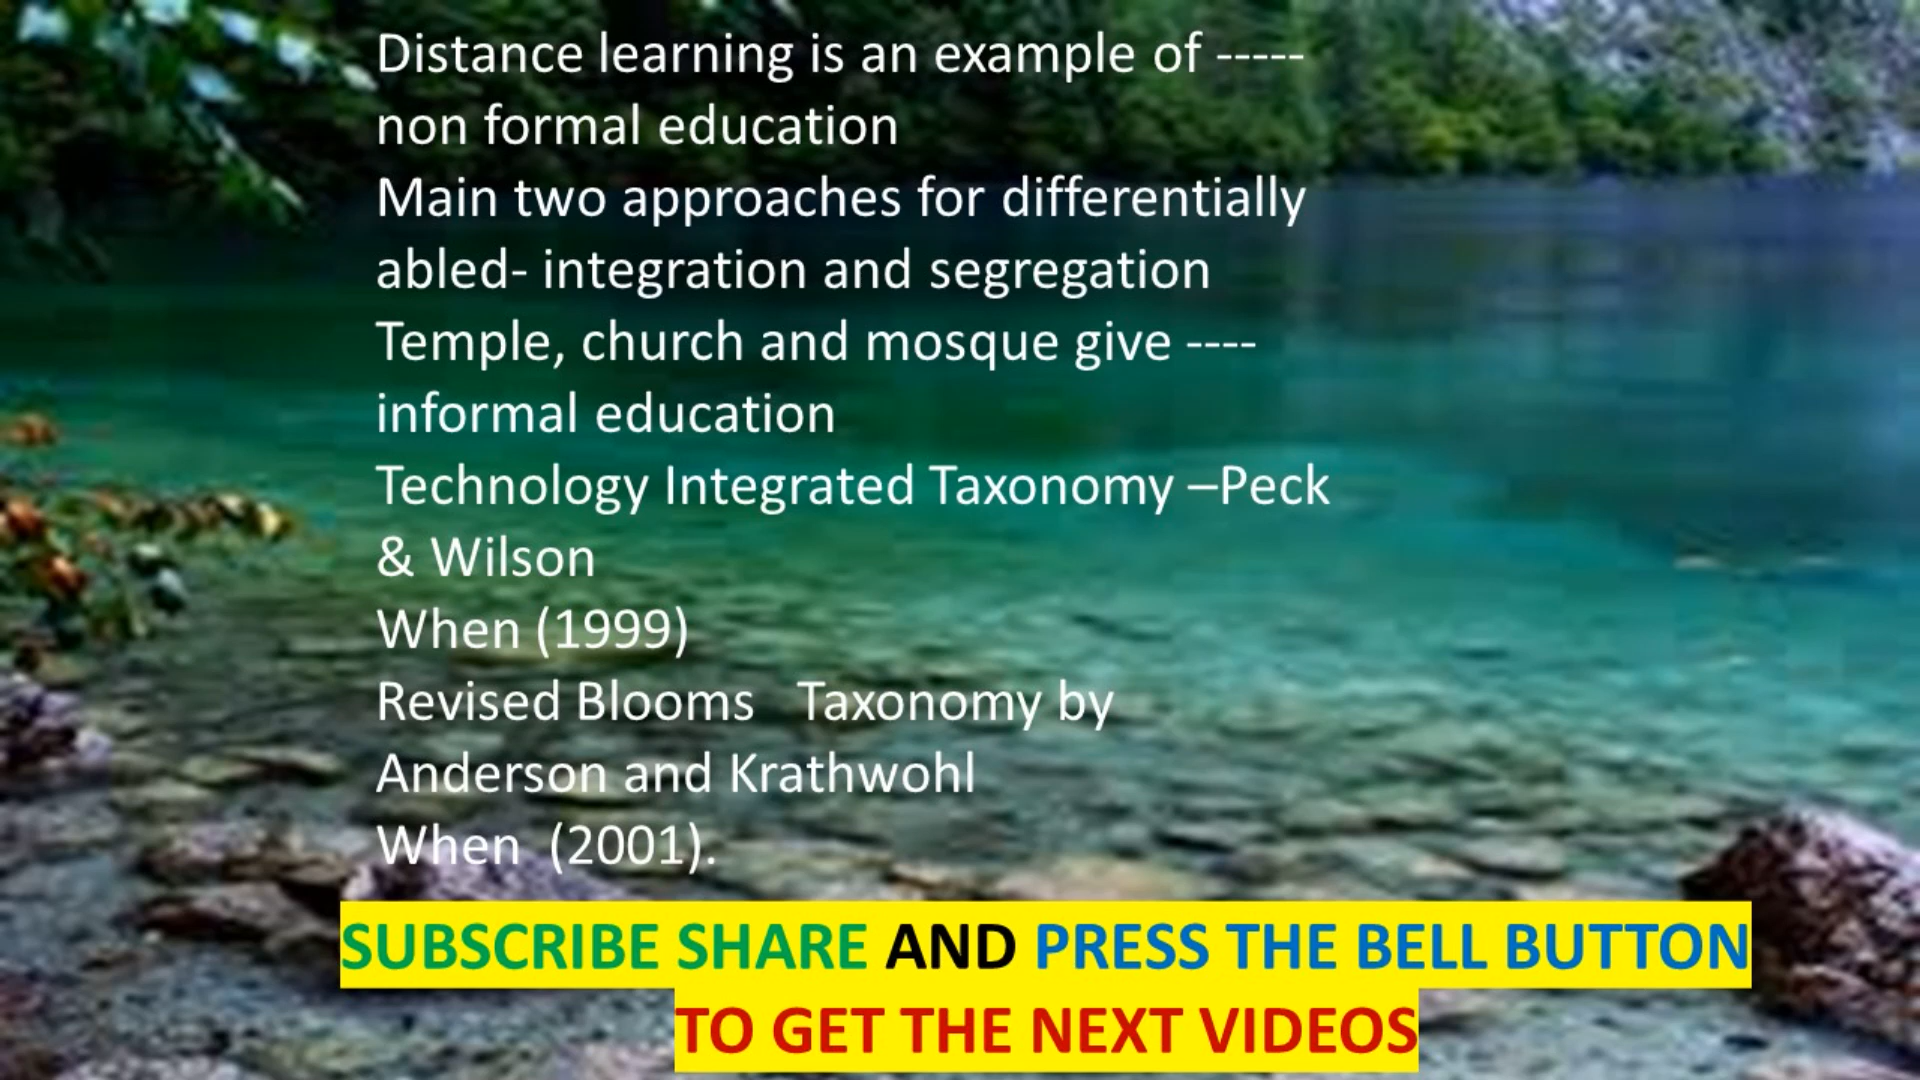 Distance learning is an example of -----
non formal education
Main two approaches for differentially
abled- integration and segregation
Temple, church and mosque give ----
informal education
Technology Integrated Taxonomy –Peck
& Wilson
When (1999)
Revised Blooms   Taxonomy by
Anderson and Krathwohl
When  (2001).
SUBSCRIBE SHARE AND PRESS THE BELL BUTTON
TO GET THE NEXT VIDEOS